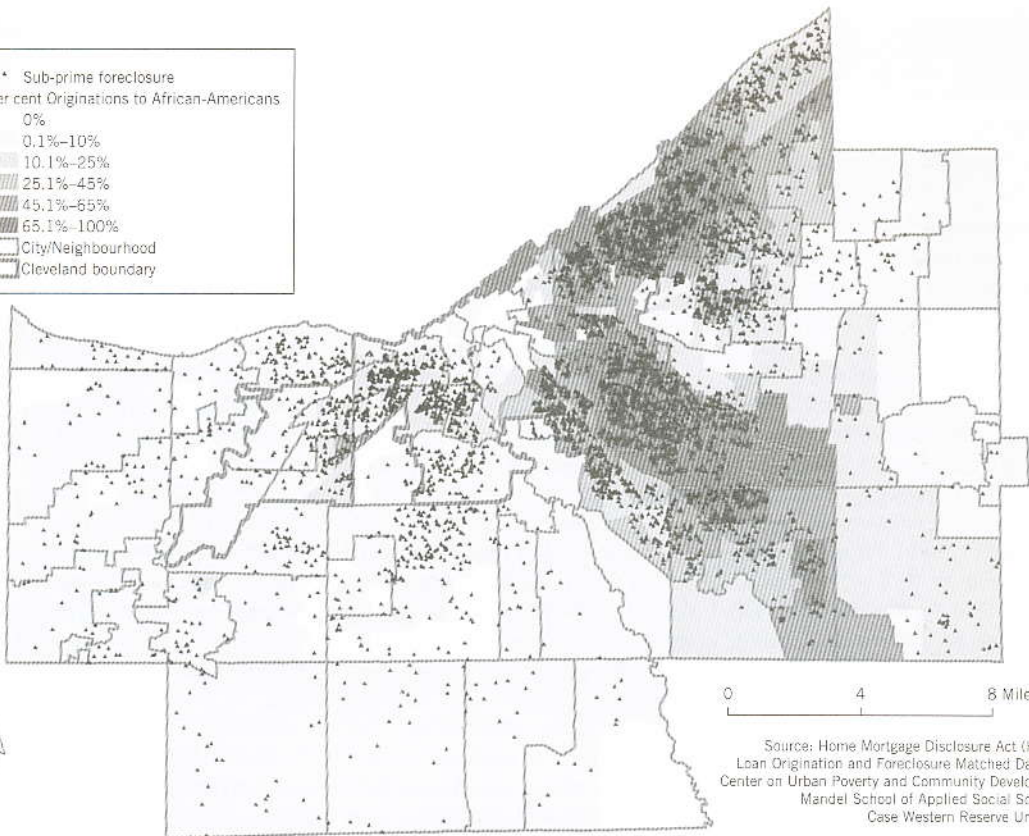 Sub-prime foreclosure
er cent Originations to African-Americans
0%
0.1%–10%
10.1%–25%
25.1%–45%
45.1%–65%
65.1%–100%
City/Neighbourhood
Cleveland boundary
0 4 8 Mile
Source: Home Mortgage Disclosure Act (
Loan Origination and Foreclosure Matched Da
Center on Urban Poverty and Community Develo
Mandel School of Applied Social Sc
Case Western Reserve Un